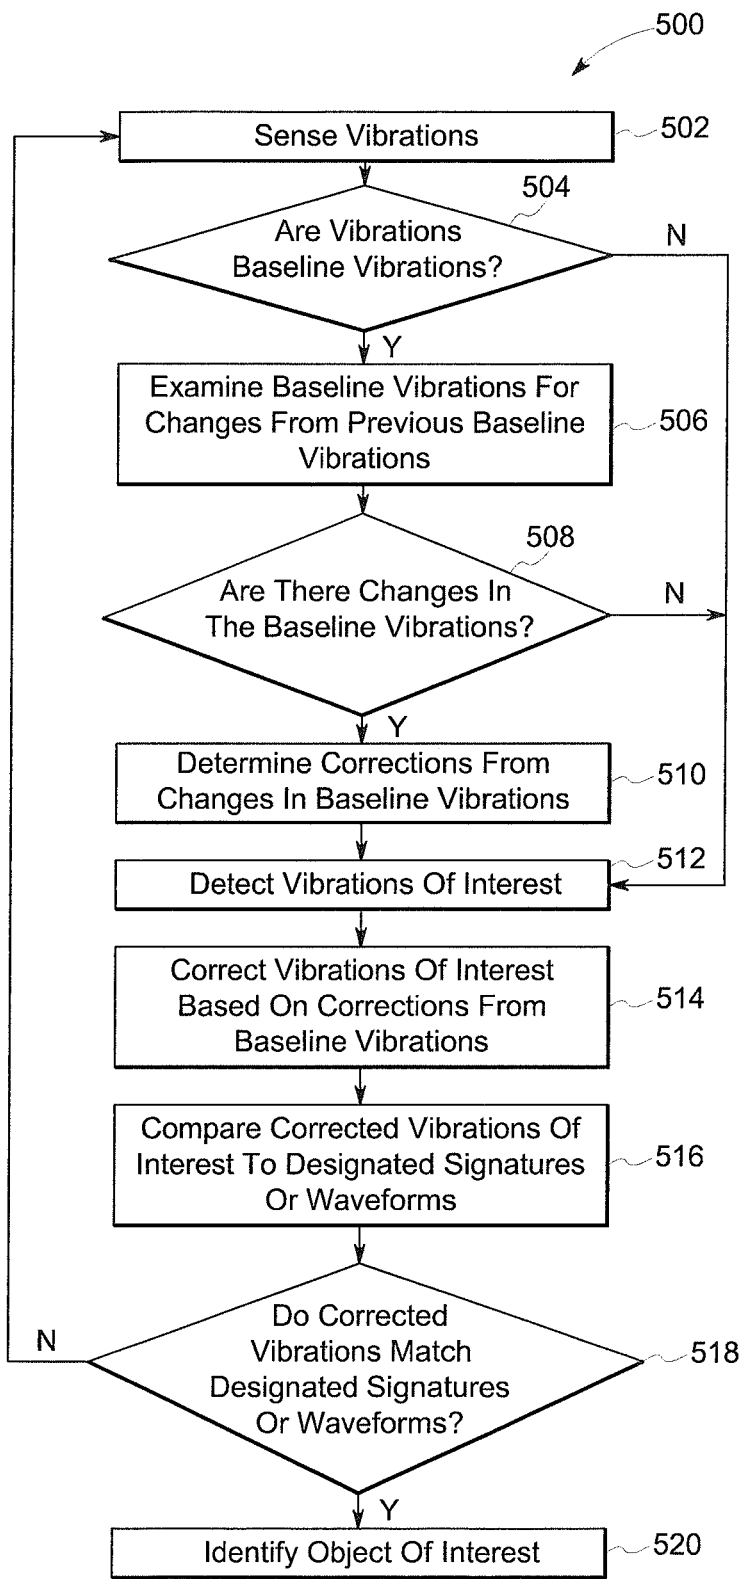 500
Sense Vibrations
502
504
Are Vibrations
Baseline Vibrations?
N
Y
Examine Baseline Vibrations For
Changes From Previous Baseline
Vibrations
506
508
Are There Changes In
The Baseline Vibrations?
N
Y
Determine Corrections From
Changes In Baseline Vibrations
510
512
Detect Vibrations Of Interest
Correct Vibrations Of Interest
Based On Corrections From
Baseline Vibrations
514
Compare Corrected Vibrations Of
Interest To Designated Signatures
Or Waveforms
516
Do Corrected
Vibrations Match
Designated Signatures
Or Waveforms?
N
518
Y
Identify Object Of Interest
520